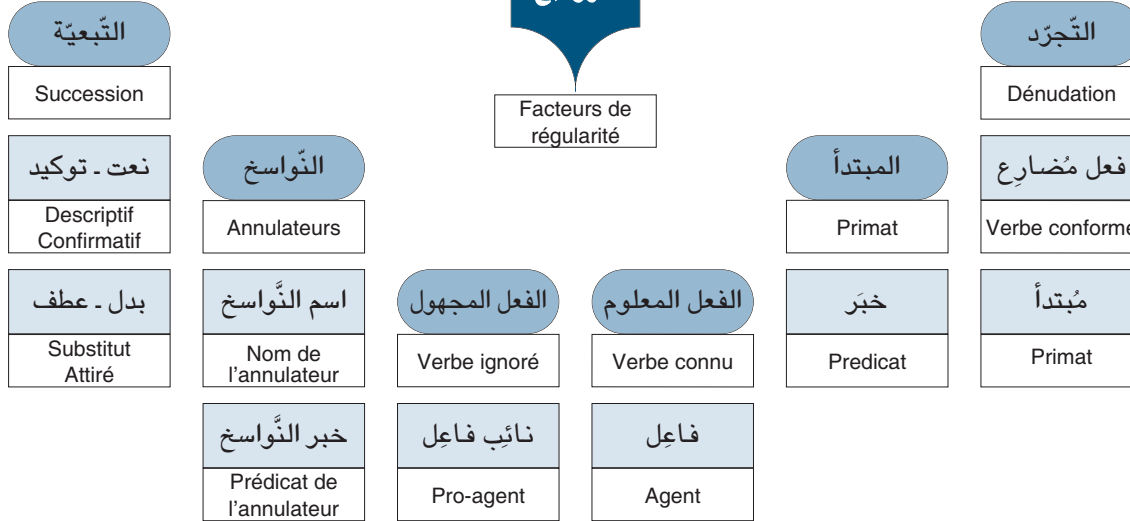 التّبعيّة
Succession
نعت ـ توكيد
Descriptif
Confirmatif
بدل ـ عطف
Substitut
Attiré
النّواسخ
Annulateurs
اسم النَّواسخ
Nom de
l’annulateur
خبر النَّواسخ
Prédicat de
l’annulateur
Facteurs de
régularité
الفعل المجهول
Verbe ignoré
نائِب فاعِل
Pro-agent
الفعل المعلوم
Verbe connu
فاعِل
Agent
المبتدأ
Primat
خبَر
Predicat
التّجرّد
Dénudation
فعل مُضارِع
Verbe conforme
مُبتدأ
Primat